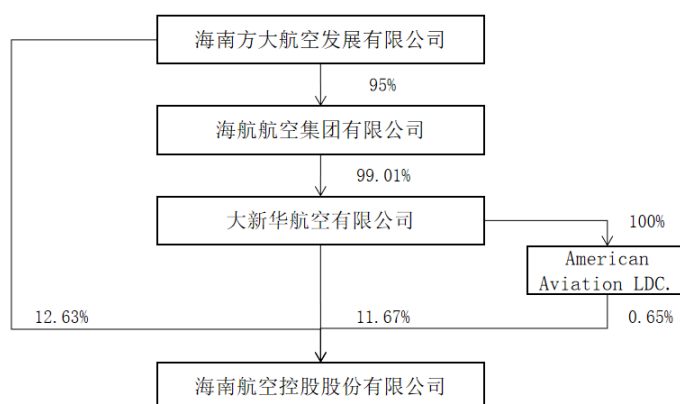 海南方大航空发展有限公司
95%
海航航空集团有限公司
99.01%
大新华航空有限公司
100%
American
Aviation LDC.
12.63%
11.67%
0.65%
海南航空控股股份有限公司